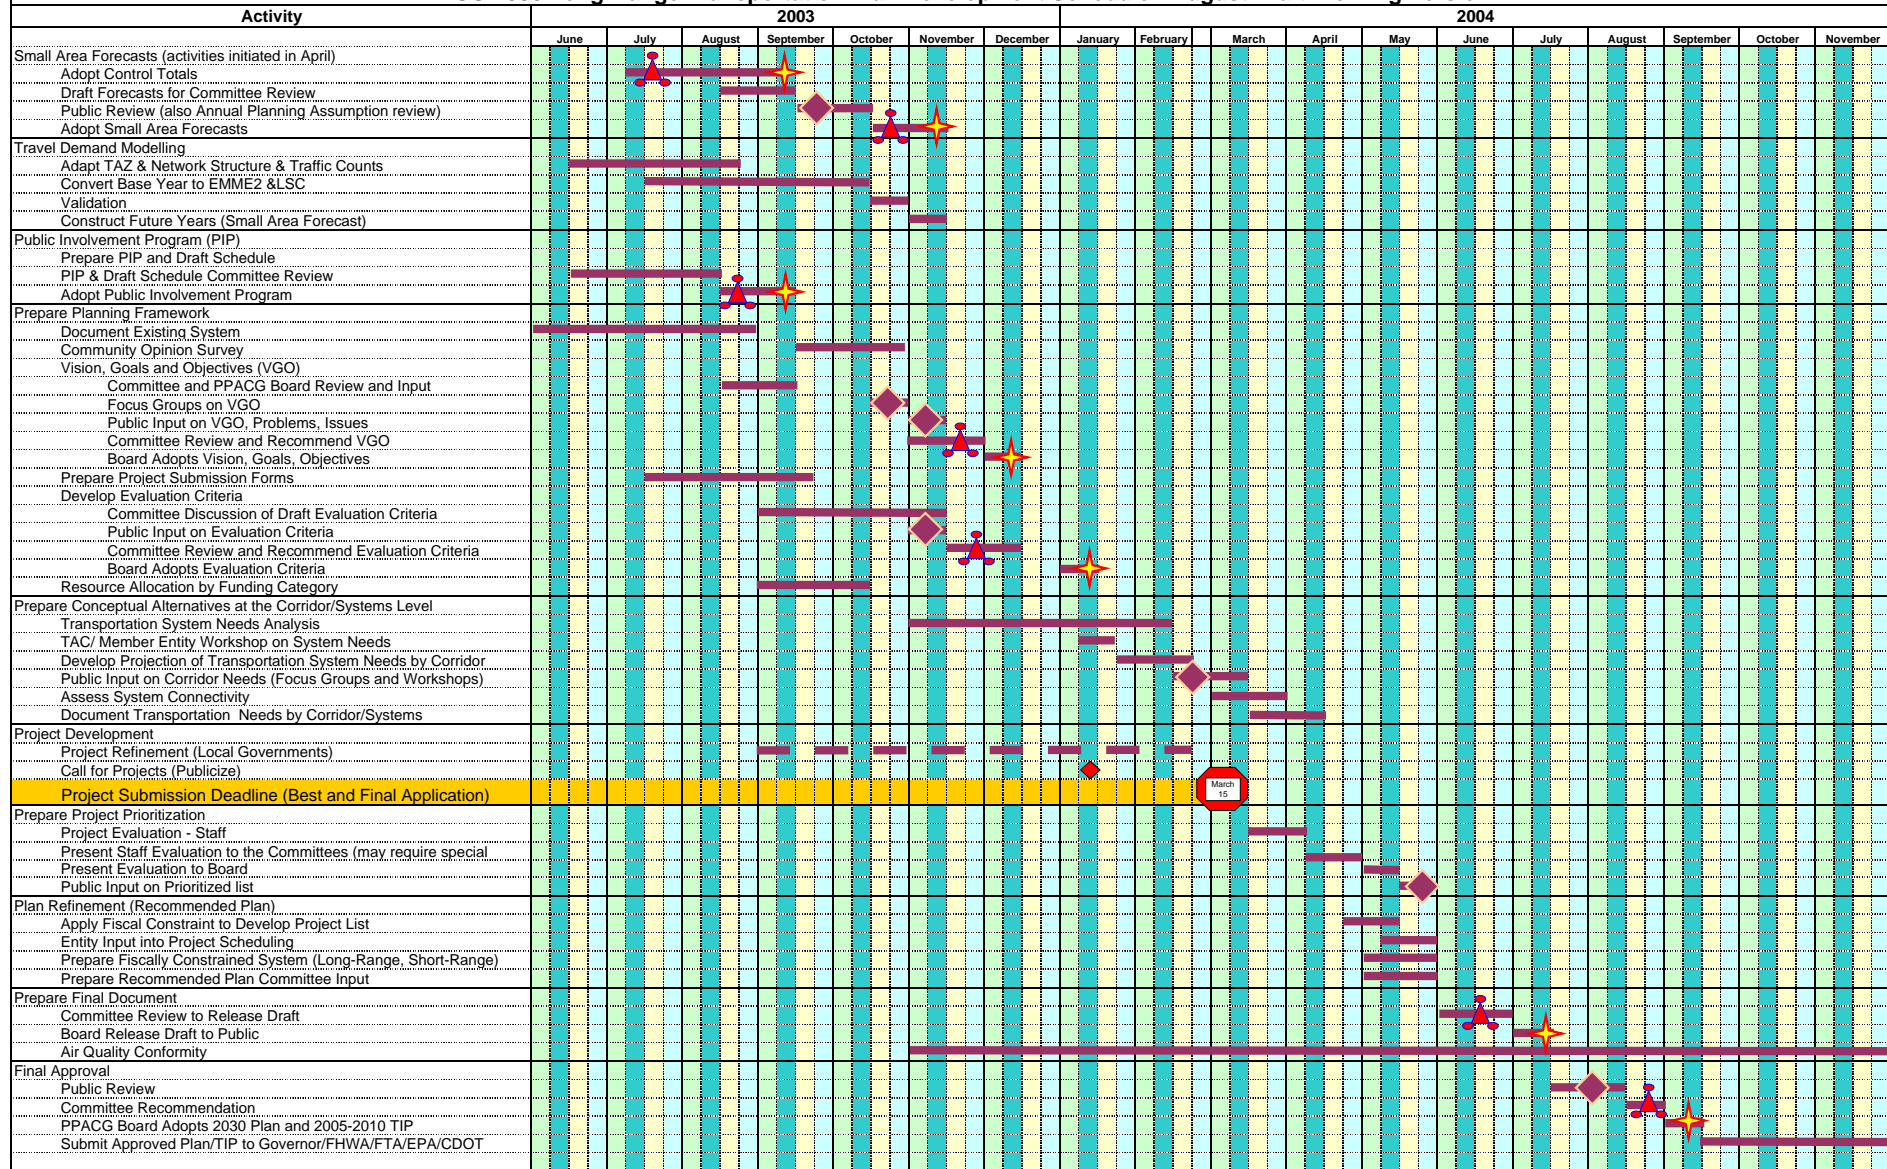 Activity 2003 2004
June July August September October November December January February March April May June July August September October November
Small Area Forecasts (activities initiated in April)
Adopt Control Totals
Draft Forecasts for Committee Review
Public Review (also Annual Planning Assumption review)
Adopt Small Area Forecasts
Travel Demand Modelling
Adapt TAZ & Network Structure & Traffic Counts
Convert Base Year to EMME2 &LSC
Validation
Construct Future Years (Small Area Forecast)
Public Involvement Program (PIP)
Prepare PIP and Draft Schedule
PIP & Draft Schedule Committee Review
Adopt Public Involvement Program
Prepare Planning Framework
Document Existing System
Community Opinion Survey
Vision, Goals and Objectives (VGO)
Committee and PPACG Board Review and Input
Focus Groups on VGO
Public Input on VGO, Problems, Issues
Committee Review and Recommend VGO
Board Adopts Vision, Goals, Objectives
Prepare Project Submission Forms
Develop Evaluation Criteria
Committee Discussion of Draft Evaluation Criteria
Public Input on Evaluation Criteria
Committee Review and Recommend Evaluation Criteria
Board Adopts Evaluation Criteria
Resource Allocation by Funding Category
Prepare Conceptual Alternatives at the Corridor/Systems Level
Transportation System Needs Analysis
TAC/ Member Entity Workshop on System Needs
Develop Projection of Transportation System Needs by Corridor
Public Input on Corridor Needs (Focus Groups and Workshops)
Assess System Connectivity
Document Transportation Needs by Corridor/Systems
Project Development
Project Refinement (Local Governments)
Call for Projects (Publicize)
Project Submission Deadline (Best and Final Application)
March
15
Prepare Project Prioritization
Project Evaluation - Staff
Present Staff Evaluation to the Committees (may require special
Present Evaluation to Board
Public Input on Prioritized list
Plan Refinement (Recommended Plan)
Apply Fiscal Constraint to Develop Project List
Entity Input into Project Scheduling
Prepare Fiscally Constrained System (Long-Range, Short-Range)
Prepare Recommended Plan Committee Input
Prepare Final Document
Committee Review to Release Draft
Board Release Draft to Public
Air Quality Conformity
Final Approval
Public Review
Committee Recommendation
PPACG Board Adopts 2030 Plan and 2005-2010 TIP
Submit Approved Plan/TIP to Governor/FHWA/FTA/EPA/CDOT